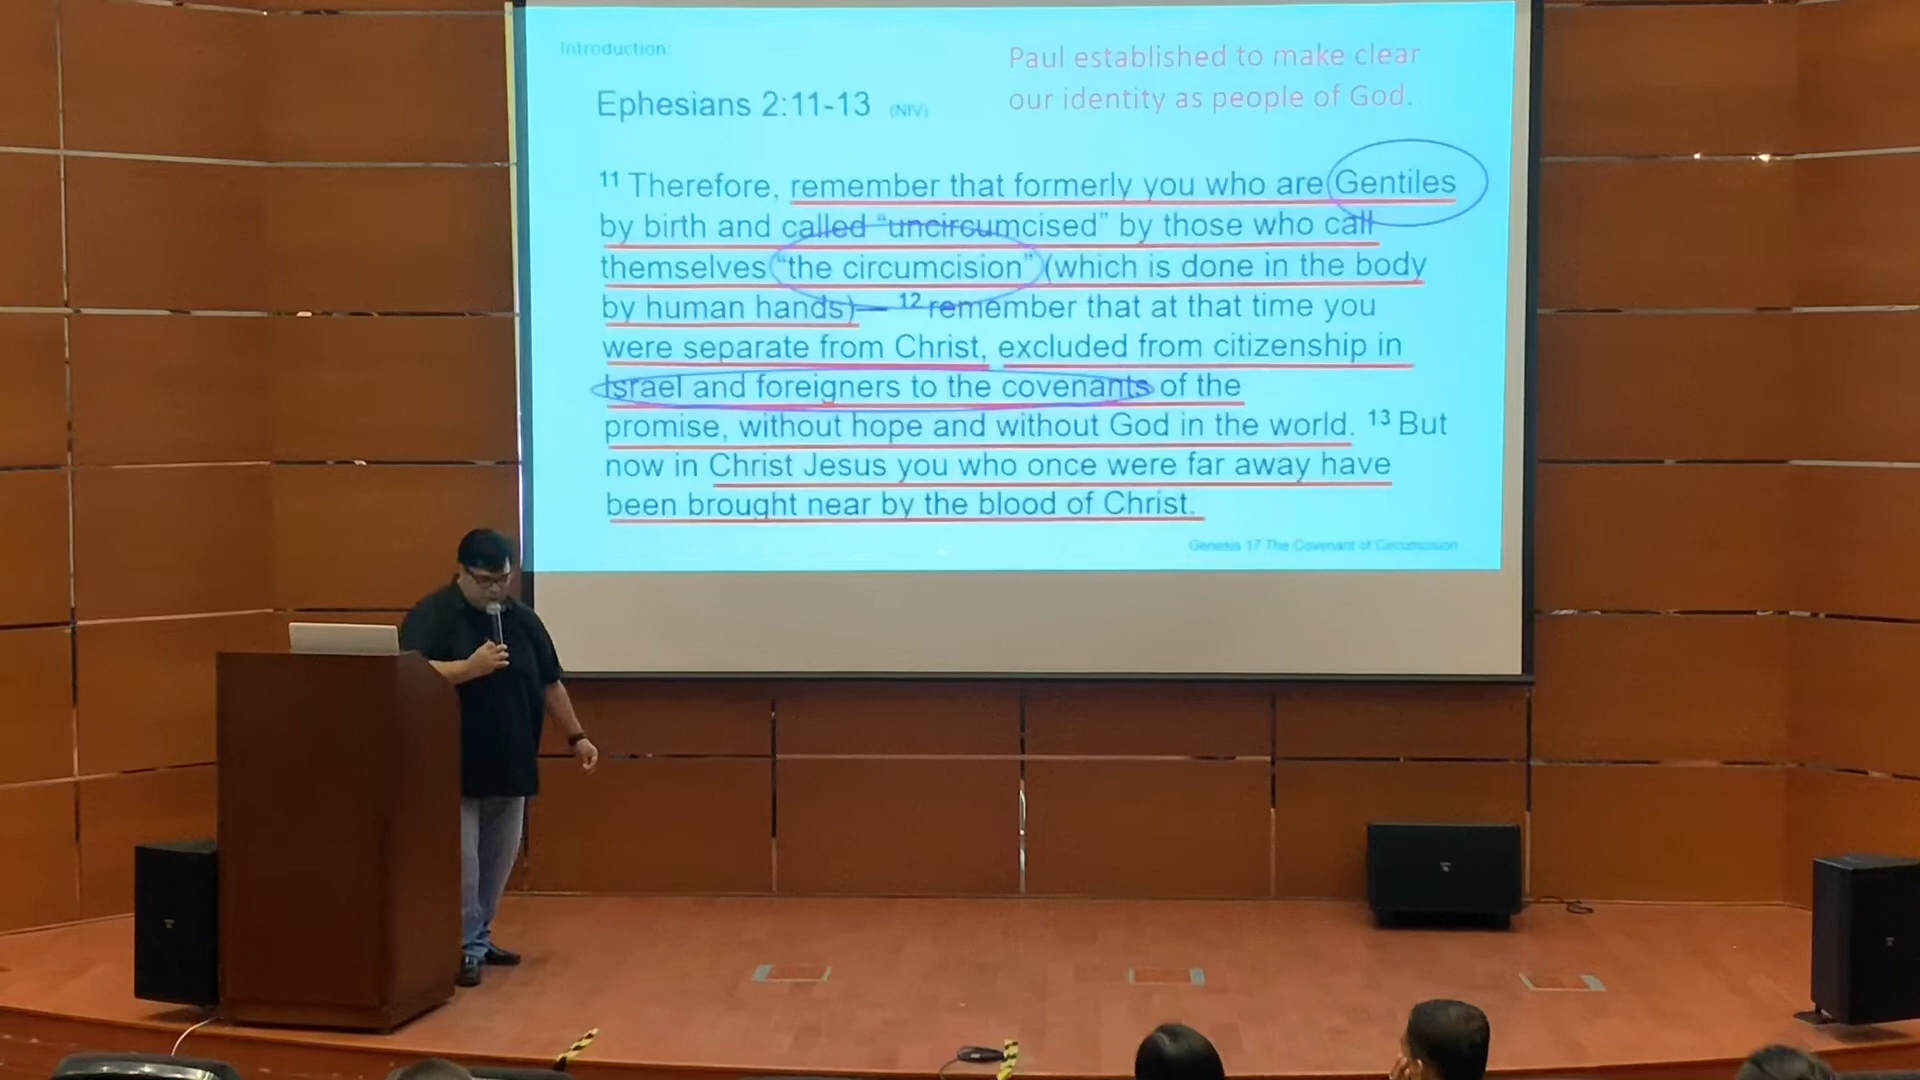 Introduction:
Paul established to make clear
our identity as people of God.
Ephesians 2:11-13 (NIV)
11 Therefore, remember that formerly you who are Gentiles
by birth and called “uncircumcised” by those who call
themselves “the circumcision” (which is done in the body
by human hands)— 12 remember that at that time you
were separate from Christ, excluded from citizenship in
Israel and foreigners to the covenants of the
promise, without hope and without God in the world. 13 But
now in Christ Jesus you who once were far away have
been brought near by the blood of Christ.
Genesis 17 The Covenant of Circumcision